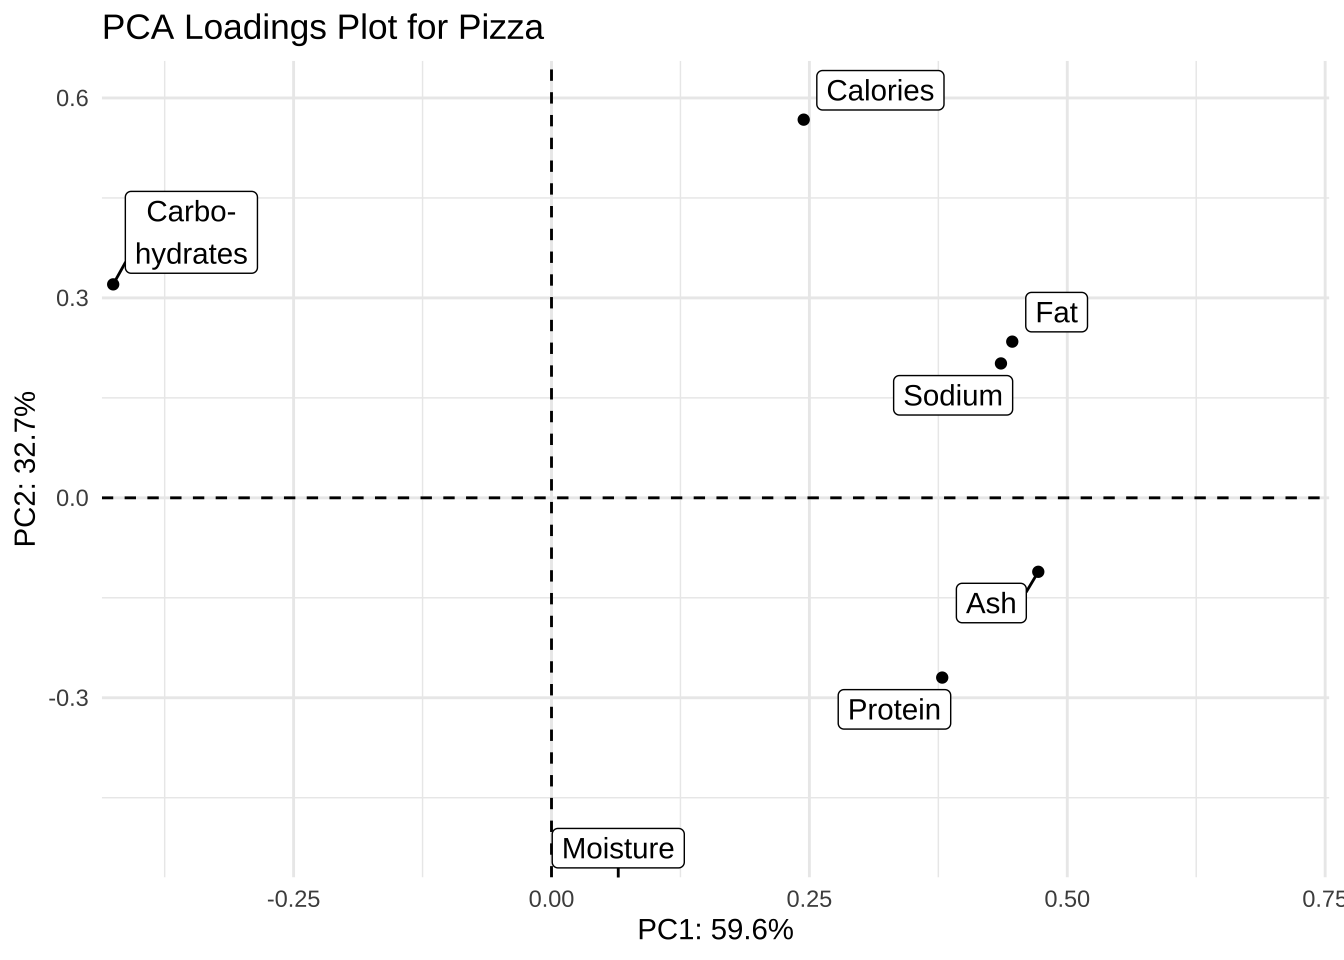 PCA Loadings Plot for Pizza
0.6
Calories
Carbo-
hydrates
0.3
Fat
Sodium
PC2: 32.7%
0.0
Ash
-0.3
Protein
Moisture
-0.25
0.00
0.25
0.50
0.75
PC1: 59.6%